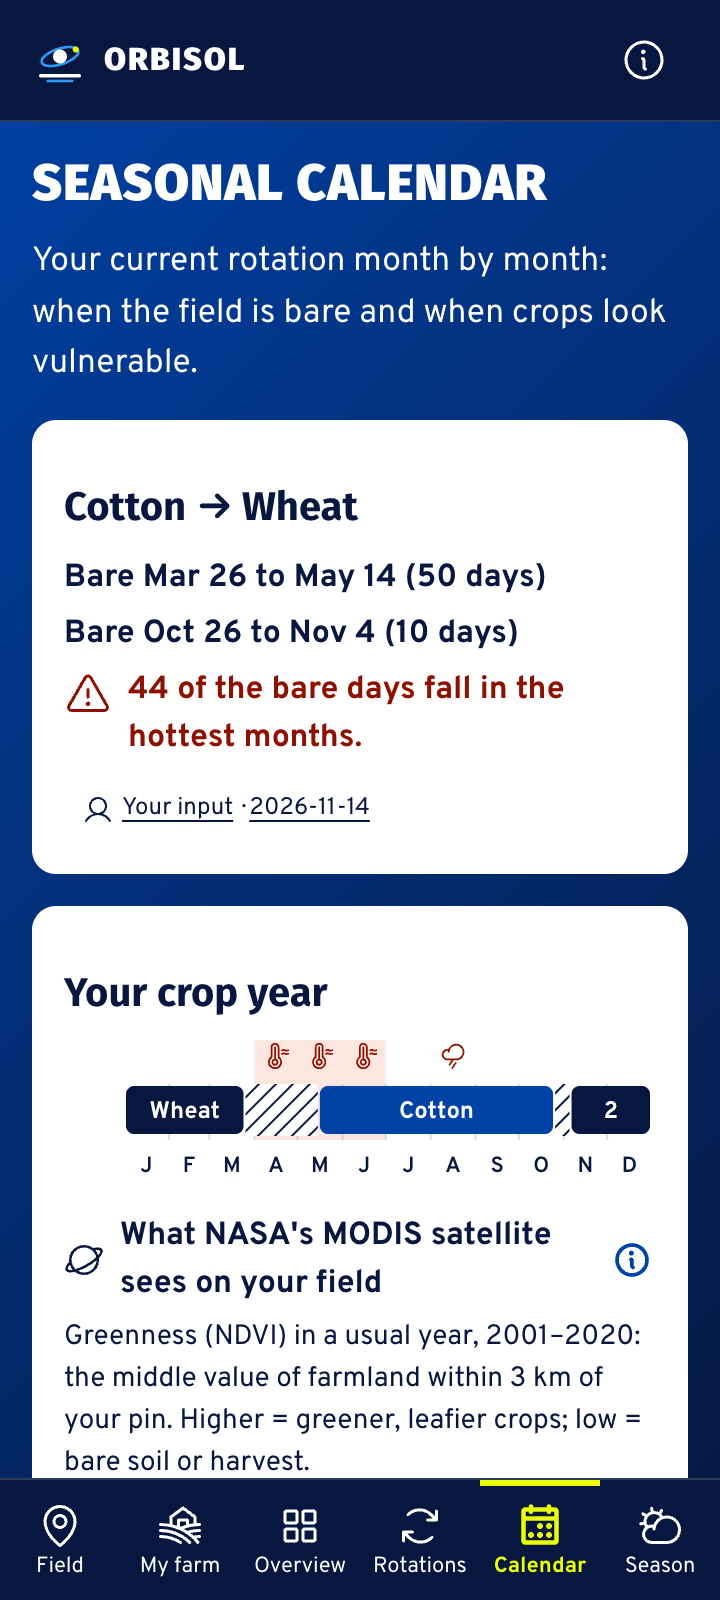 ORBISOL
SEASONAL CALENDAR
Your current rotation month by month:
when the field is bare and when crops look
vulnerable.
Cotton → Wheat
Bare Mar 26 to May 14 (50 days)
Bare Oct 26 to Nov 4 (10 days)
44 of the bare days fall in the
hottest months.
Your input · 2026-11-14
Your crop year
Wheat Cotton 2
J F M A M J J A S O N D
What NASA's MODIS satellite
sees on your field
Greenness (NDVI) in a usual year, 2001–2020:
the middle value of farmland within 3 km of
your pin. Higher = greener, leafier crops; low =
bare soil or harvest.
Field My farm Overview Rotations Calendar Season